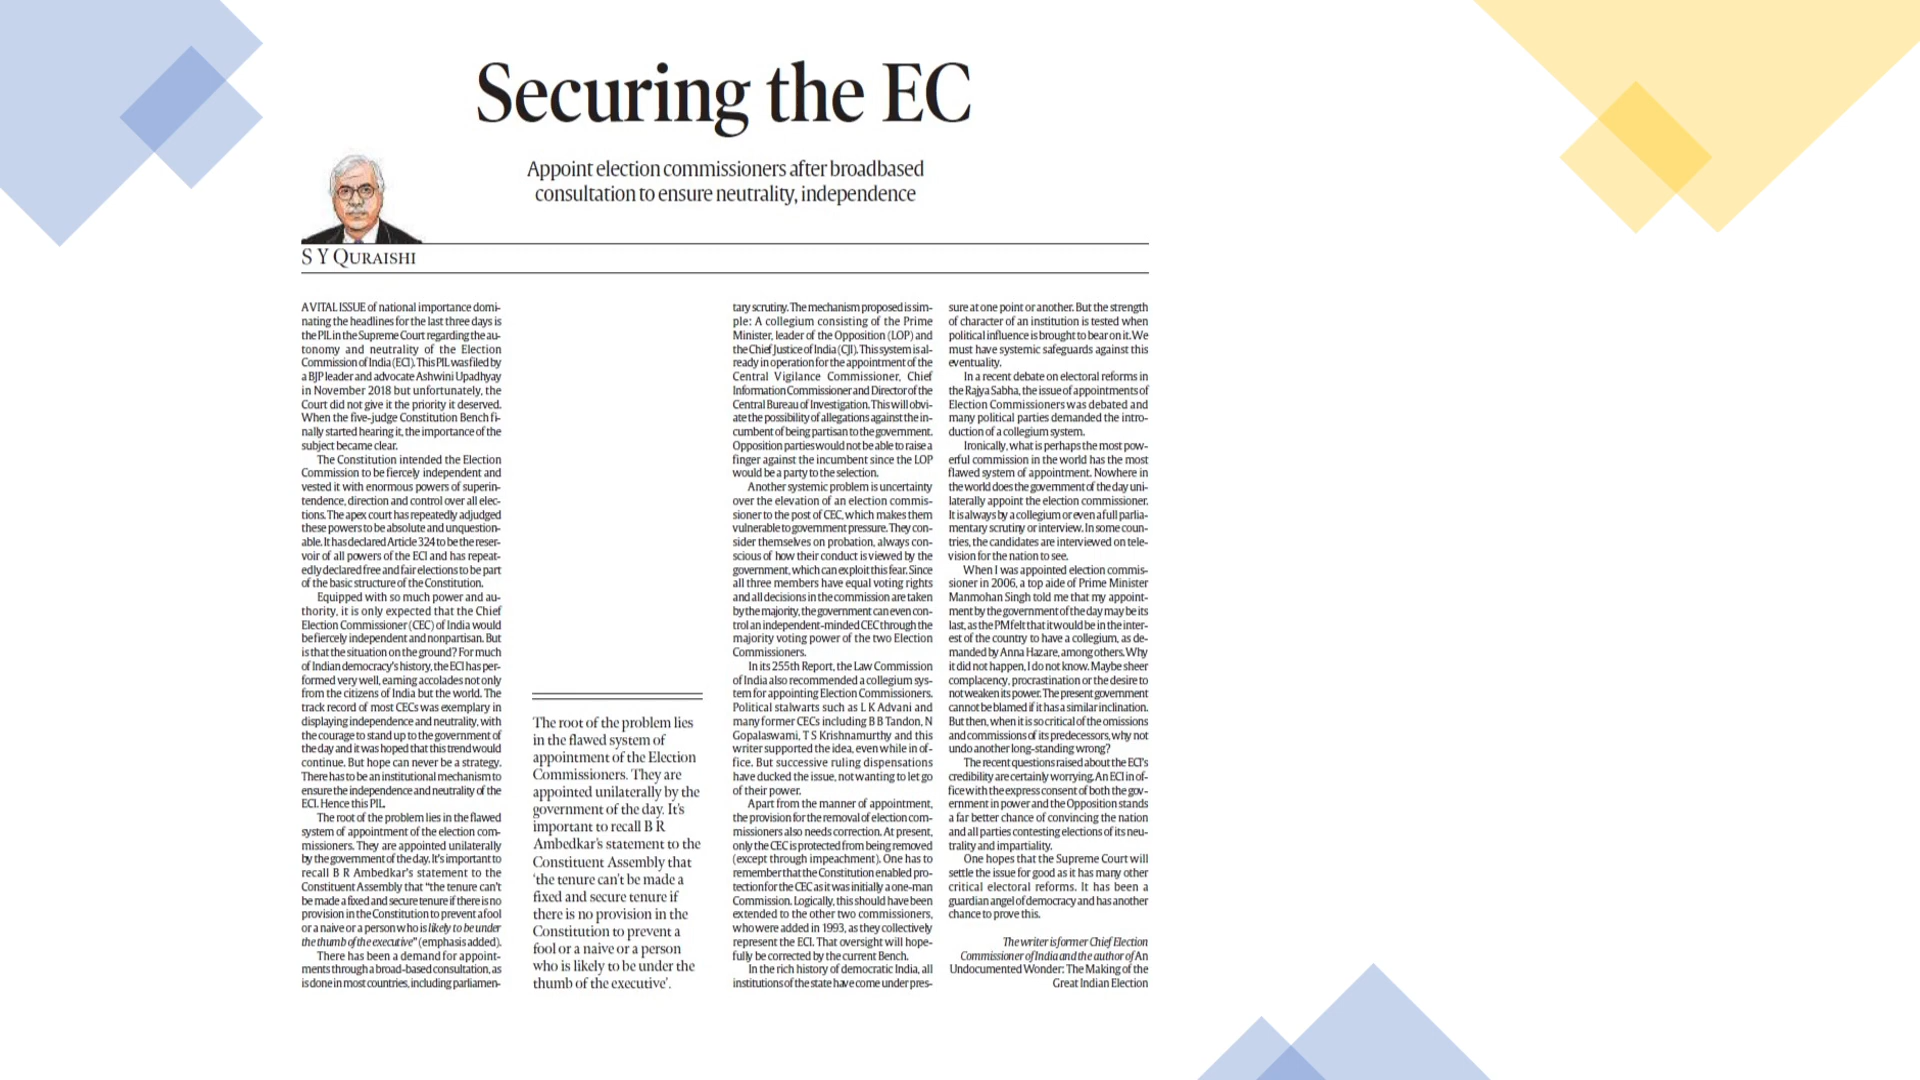 Securing the EC
Appoint election commissioners after broadbased
consultation to ensure neutrality, independence
S Y QURAISHI
A VITAL ISSUE of national importance domi-
nating the headlines for the last three days is
the PIL in the Supreme Court regarding the au-
tonomy and neutrality of the Election
Commission of India (ECI). This PIL was filed by
a BJP leader and advocate Ashwini Upadhyay
in November 2018 but unfortunately, the
Court did not give it the priority it deserved.
When the five-judge Constitution Bench fi-
nally started hearing it, the importance of the
subject became clear.
The Constitution intended the Election
Commission to be fiercely independent and
vested it with enormous powers of superin-
tendence, direction and control over all elec-
tions. The apex court has repeatedly adjudged
these powers to be absolute and unquestion-
able. It has declared Article 324 to be the reser-
voir of all powers of the ECI and has repeat-
edly declared free and fair elections to be part
of the basic structure of the Constitution.
Equipped with so much power and au-
thority, it is only expected that the Chief
Election Commissioner (CEC) of India would
be fiercely independent and nonpartisan. But
is that the situation on the ground? For much
of Indian democracy's history, the ECI has per-
formed very well, earning accolades not only
from the citizens of India but the world. The
track record of most CECs was exemplary in
displaying independence and neutrality, with
the courage to stand up to the government of
the day and it was hoped that this trend would
continue. But hope can never be a strategy.
There has to be an institutional mechanism to
ensure the independence and neutrality of the
ECI. Hence this PIL.
The root of the problem lies in the flawed
system of appointment of the election com-
missioners. They are appointed unilaterally
by the government of the day. It's important to
recall B R Ambedkar's statement to the
Constituent Assembly that "the tenure can't
be made a fixed and secure tenure if there is no
provision in the Constitution to prevent a fool
or a naive or a person who is likely to be under
the thumb of the executive" (emphasis added).
There has been a demand for appoint-
ments through a broad-based consultation, as
is done in most countries, including parliamen-
The root of the problem lies
in the flawed system of
appointment of the Election
Commissioners. They are
appointed unilaterally by the
government of the day. It's
important to recall B R
Ambedkar's statement to the
Constituent Assembly that
'the tenure can't be made a
fixed and secure tenure if
there is no provision in the
Constitution to prevent a
fool or a naive or a person
who is likely to be under the
thumb of the executive'.
tary scrutiny. The mechanism proposed is sim-
ple: A collegium consisting of the Prime
Minister, leader of the Opposition (LOP) and
the Chief Justice of India (CJI). This system is al-
ready in operation for the appointment of the
Central Vigilance Commissioner, Chief
Information Commissioner and Director of the
Central Bureau of Investigation. This will obvi-
ate the possibility of allegations against the in-
cumbent of being partisan to the government.
Opposition parties would not be able to raise a
finger against the incumbent since the LOP
would be a party to the selection.
Another systemic problem is uncertainty
over the elevation of an election commis-
sioner to the post of CEC, which makes them
vulnerable to government pressure. They con-
sider themselves on probation, always con-
scious of how their conduct is viewed by the
government, which can exploit this fear. Since
all three members have equal voting rights
and all decisions in the commission are taken
by the majority, the government can even con-
trol an independent-minded CEC through the
majority voting power of the two Election
Commissioners.
In its 255th Report, the Law Commission
of India also recommended a collegium sys-
tem for appointing Election Commissioners.
Political stalwarts such as L K Advani and
many former CECs including B B Tandon, N
Gopalaswami, T S Krishnamurthy and this
writer supported the idea, even while in of-
fice. But successive ruling dispensations
have ducked the issue, not wanting to let go
of their power.
Apart from the manner of appointment,
the provision for the removal of election com-
missioners also needs correction. At present,
only the CEC is protected from being removed
(except through impeachment). One has to
remember that the Constitution enabled pro-
tection for the CEC as it was initially a one-man
Commission. Logically, this should have been
extended to the other two commissioners,
who were added in 1993, as they collectively
represent the ECI. That oversight will hope-
fully be corrected by the current Bench.
In the rich history of democratic India, all
institutions of the state have come under pres-
sure at one point or another. But the strength
of character of an institution is tested when
political influence is brought to bear on it. We
must have systemic safeguards against this
eventuality.
In a recent debate on electoral reforms in
the Rajya Sabha, the issue of appointments of
Election Commissioners was debated and
many political parties demanded the intro-
duction of a collegium system.
Ironically, what is perhaps the most pow-
erful commission in the world has the most
flawed system of appointment. Nowhere in
the world does the government of the day uni-
laterally appoint the election commissioner.
It is always by a collegium or even a full parlia-
mentary scrutiny or interview. In some coun-
tries, the candidates are interviewed on tele-
vision for the nation to see.
When I was appointed election commis-
sioner in 2006, a top aide of Prime Minister
Manmohan Singh told me that my appoint-
ment by the government of the day may be its
last, as the PM felt that it would be in the inter-
est of the country to have a collegium, as de-
manded by Anna Hazare, among others. Why
it did not happen, I do not know. Maybe sheer
complacency, procrastination or the desire to
not weaken its power. The present government
cannot be blamed if it has a similar inclination.
But then, when it is so critical of the omissions
and commissions of its predecessors, why not
undo another long-standing wrong?
The recent questions raised about the ECI's
credibility are certainly worrying. An ECI in of-
fice with the express consent of both the gov-
ernment in power and the Opposition stands
a far better chance of convincing the nation
and all parties contesting elections of its neu-
trality and impartiality.
One hopes that the Supreme Court will
settle the issue for good as it has many other
critical electoral reforms. It has been a
guardian angel of democracy and has another
chance to prove this.
The writer is former Chief Election
Commissioner of India and the author of An
Undocumented Wonder: The Making of the
Great Indian Election